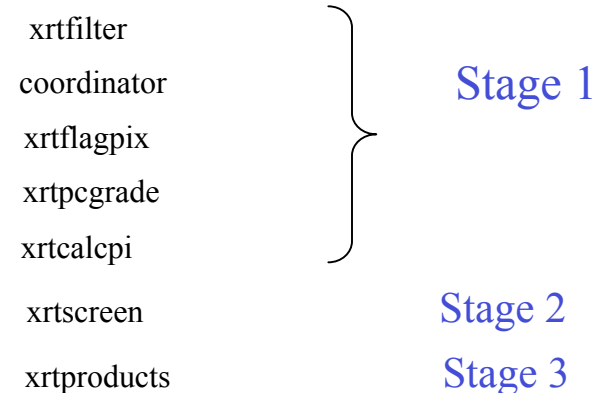 xrtfilter
coordinator Stage 1
xrtflagpix
xrtpcgrade
xrtcalcpi
xrtscreen Stage 2
xrtproducts Stage 3